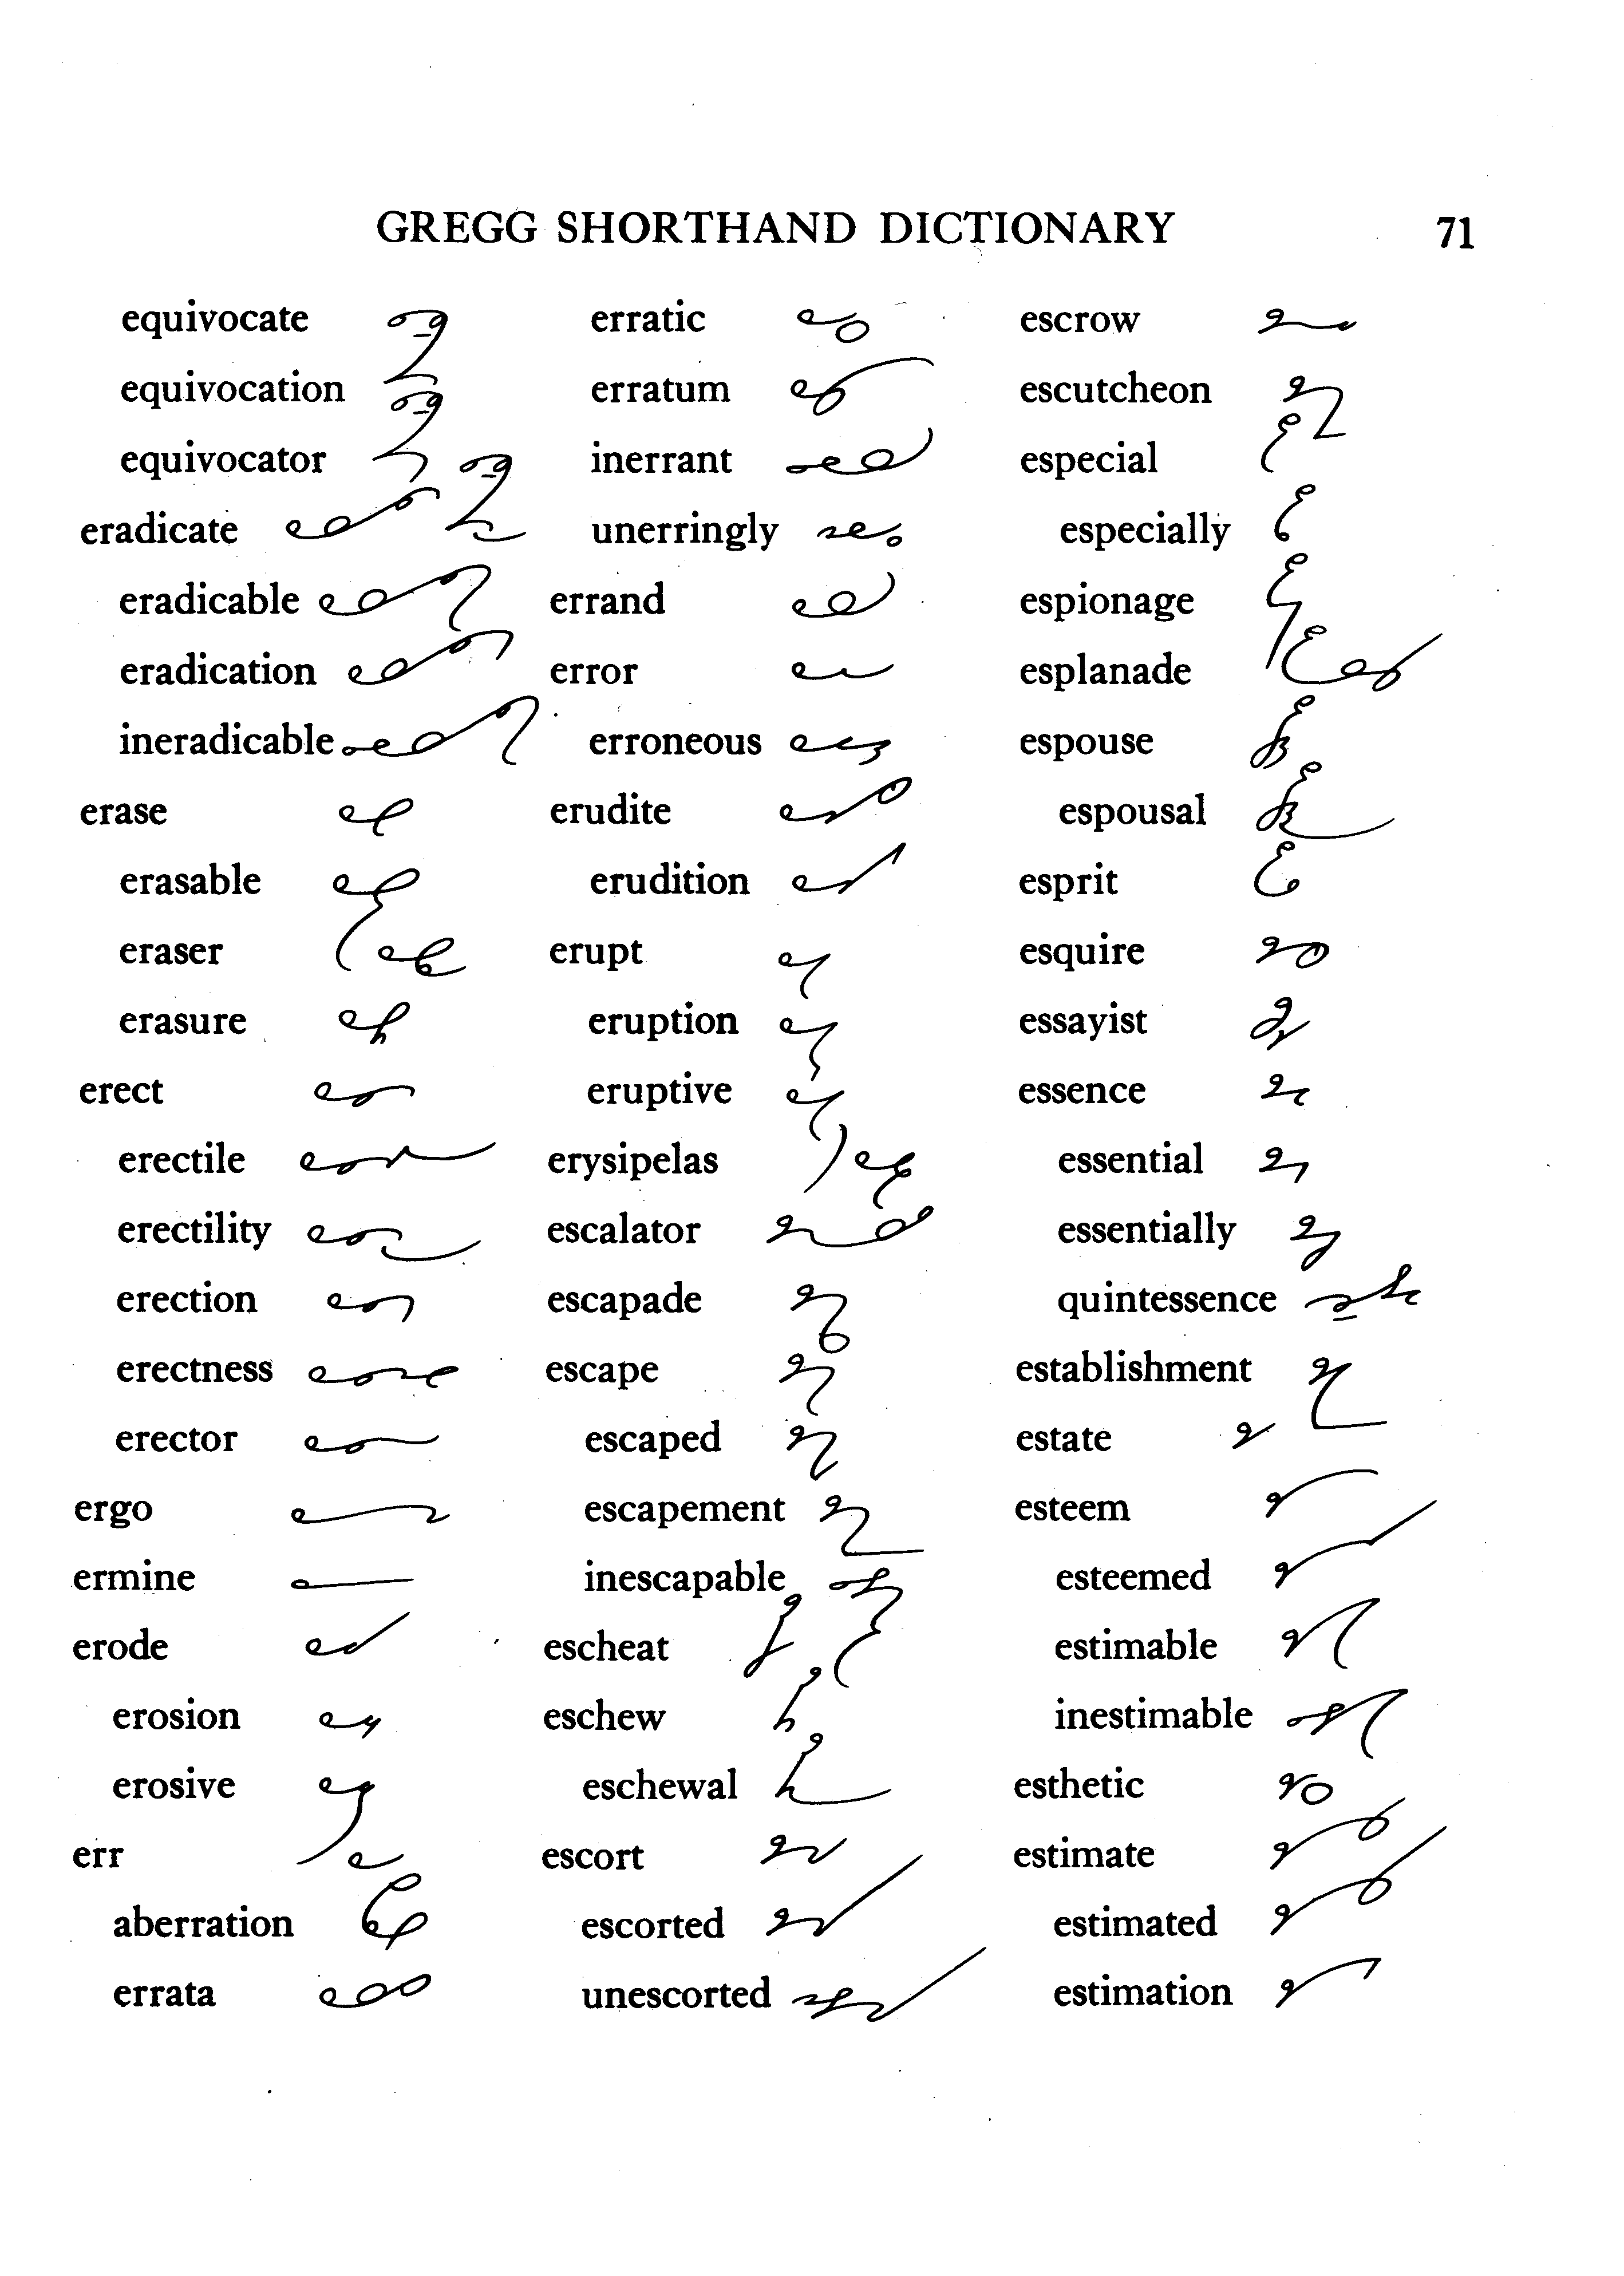 GREGG SHORTHAND DICTIONARY 71
equivocate
equivocation
equivocator
eradicate
eradicable
eradication
ineradicable
erase
erasable
eraser
erasure
erect
erectile
erectility
erection
erectness
erector
ergo
ermine
erode
erosion
erosive
err
aberration
errata
erratic
erratum
inerrant
unerringly
errand
error
erroneous
erudite
erudition
erupt
eruption
eruptive
erysipelas
escalator
escapade
escape
escaped
escapement
inescapable
escheat
eschew
eschewal
escort
escorted
unescorted
escrow
escutcheon
especial
especially
espionage
esplanade
espouse
espousal
esprit
esquire
essayist
essence
essential
essentially
quintessence
establishment
estate
esteem
esteemed
estimable
inestimable
esthetic
estimate
estimated
estimation